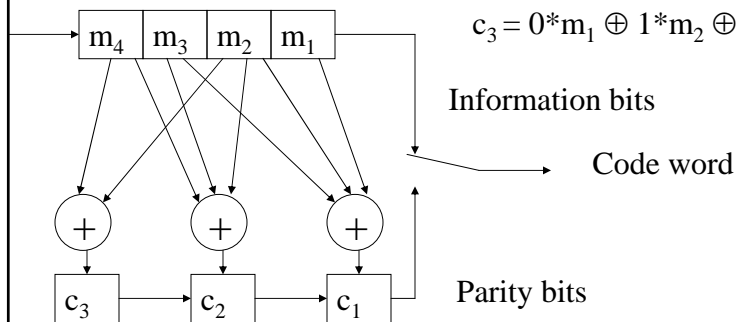 m₄ m₃ m₂ m₁
c₃ = 0*m₁ ⊕ 1*m₂ ⊕
Information bits
Code word
+ + +
c₃ c₂ c₁
Parity bits